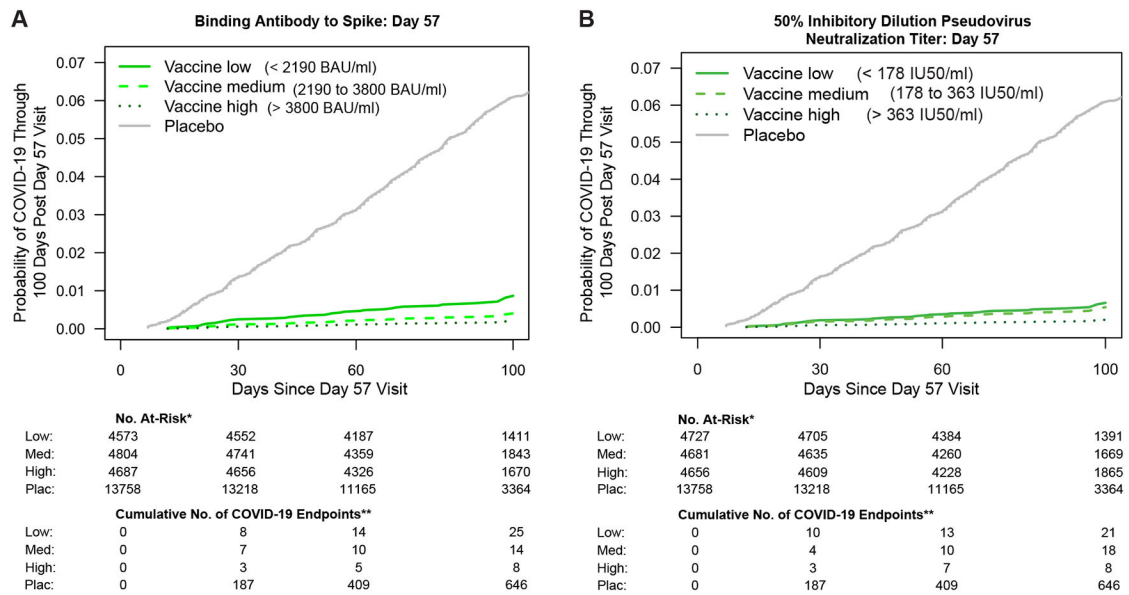 A
Binding Antibody to Spike: Day 57
Probability of COVID-19 Through
100 Days Post Day 57 Visit
0.07
0.06
0.05
0.04
0.03
0.02
0.01
0.00
Vaccine low (< 2190 BAU/ml)
Vaccine medium (2190 to 3800 BAU/ml)
Vaccine high (> 3800 BAU/ml)
Placebo
0 30 60 100
Days Since Day 57 Visit
No. At-Risk*
Low: 4573 4552 4187 1411
Med: 4804 4741 4359 1843
High: 4687 4656 4326 1670
Plac: 13758 13218 11165 3364
Cumulative No. of COVID-19 Endpoints**
Low: 0 8 14 25
Med: 0 7 10 14
High: 0 3 5 8
Plac: 0 187 409 646
B
50% Inhibitory Dilution Pseudovirus
Neutralization Titer: Day 57
Probability of COVID-19 Through
100 Days Post Day 57 Visit
0.07
0.06
0.05
0.04
0.03
0.02
0.01
0.00
Vaccine low (< 178 IU50/ml)
Vaccine medium (178 to 363 IU50/ml)
Vaccine high (> 363 IU50/ml)
Placebo
0 30 60 100
Days Since Day 57 Visit
No. At-Risk*
Low: 4727 4705 4384 1391
Med: 4681 4635 4260 1669
High: 4656 4609 4228 1865
Plac: 13758 13218 11165 3364
Cumulative No. of COVID-19 Endpoints**
Low: 0 10 13 21
Med: 0 4 10 18
High: 0 3 7 8
Plac: 0 187 409 646